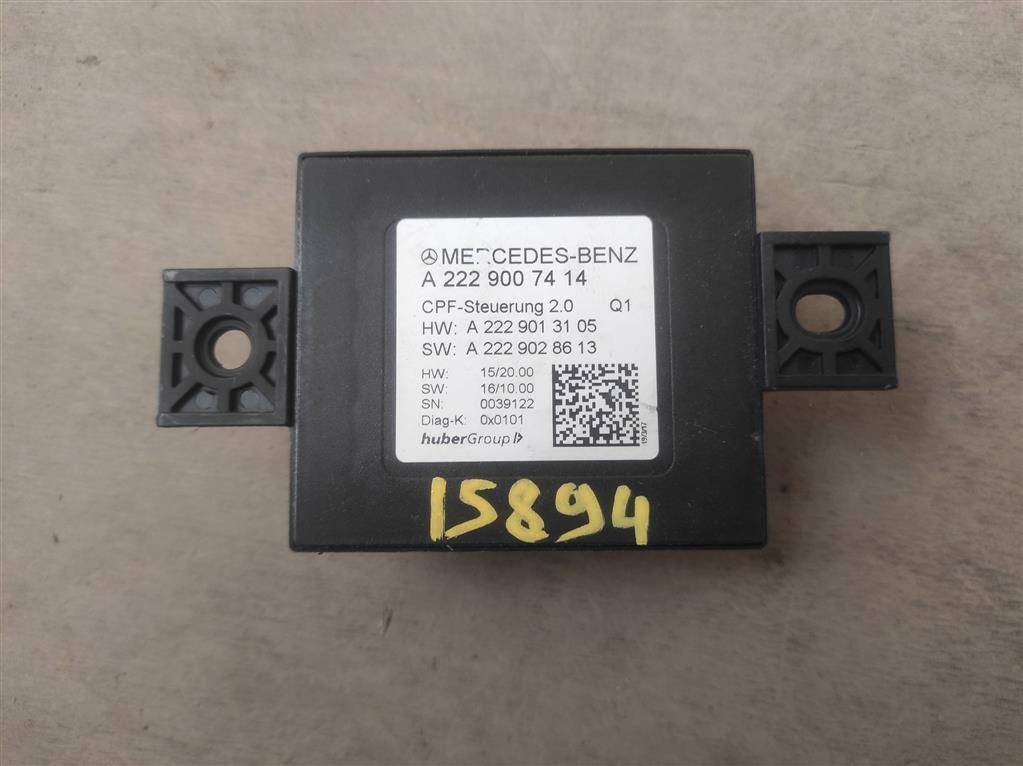 MERCEDES-BENZ
A 222 900 74 14
CPF-Steuerung 2.0 Q1
HW: A 222 901 31 05
SW: A 222 902 86 13
HW: 15/20.00
SW: 16/10.00
SN: 0039122
Diag-K: 0x0101
huberGroup
15894